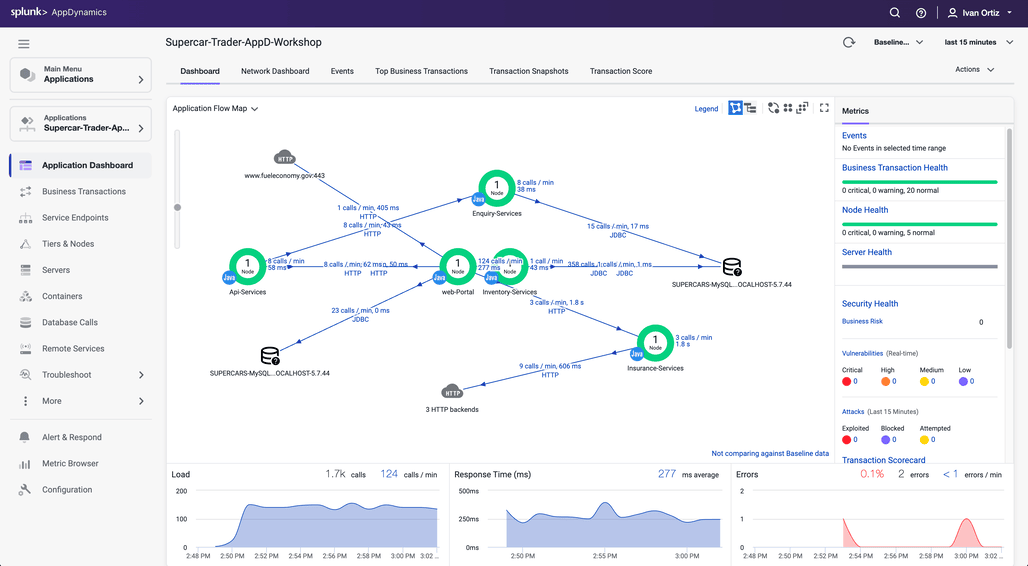 splunk> AppDynamics
Ivan Ortiz
Supercar-Trader-AppD-Workshop
Baseline...
last 15 minutes
Main Menu
Applications
Applications
Supercar-Trader-Ap...
Application Dashboard
Business Transactions
Service Endpoints
Tiers & Nodes
Servers
Containers
Database Calls
Remote Services
Troubleshoot
More
Alert & Respond
Metric Browser
Configuration
Dashboard
Network Dashboard
Events
Top Business Transactions
Transaction Snapshots
Transaction Score
Actions
Application Flow Map
Legend
HTTP
www.fueleconomy.gov:443
1 calls / min, 405 ms
HTTP
8 calls / min, 43 ms
HTTP
1
Node
Java
8 calls / min
38 ms
Enquiry-Services
15 calls / min, 17 ms
JDBC
1
Node
Java
8 calls / min
58 ms
Api-Services
8 calls / min, 62 ms
HTTP
50 ms
HTTP
1
Node
Java
124 calls / min
277 ms
web-Portal
Node
Java
1 call / min
43 ms
Inventory-Services
358 calls
1 ms
JDBC
JDBC
SUPERCARS-MySQL...OCALHOST-5.7.44
23 calls / min, 0 ms
JDBC
SUPERCARS-MySQL...OCALHOST-5.7.44
3 calls / min, 1.8 s
HTTP
1
Node
Java
3 calls / min
1.8 s
Insurance-Services
9 calls / min, 606 ms
HTTP
HTTP
3 HTTP backends
Not comparing against Baseline data
Metrics
Events
No Events in selected time range
Business Transaction Health
0 critical, 0 warning, 20 normal
Node Health
0 critical, 0 warning, 5 normal
Server Health
Security Health
Business Risk
0
Vulnerabilities (Real-time)
Critical High Medium Low
0 0 0 0
Attacks (Last 15 Minutes)
Exploited Blocked Attempted
0 0 0
Transaction Scorecard
Load
1.7k calls 124 calls / min
200
100
0
2:48 PM 2:50 PM 2:52 PM 2:54 PM 2:56 PM 2:58 PM 3:00 PM 3:02 ...
Response Time (ms)
277 ms average
500ms
250ms
0ms
2:50 PM 2:55 PM 3:00 PM
Errors
0.1% 2 errors < 1 errors / min
2
1
0
2:48 PM 2:50 PM 2:52 PM 2:54 PM 2:56 PM 2:58 PM 3:00 PM 3:02 ...